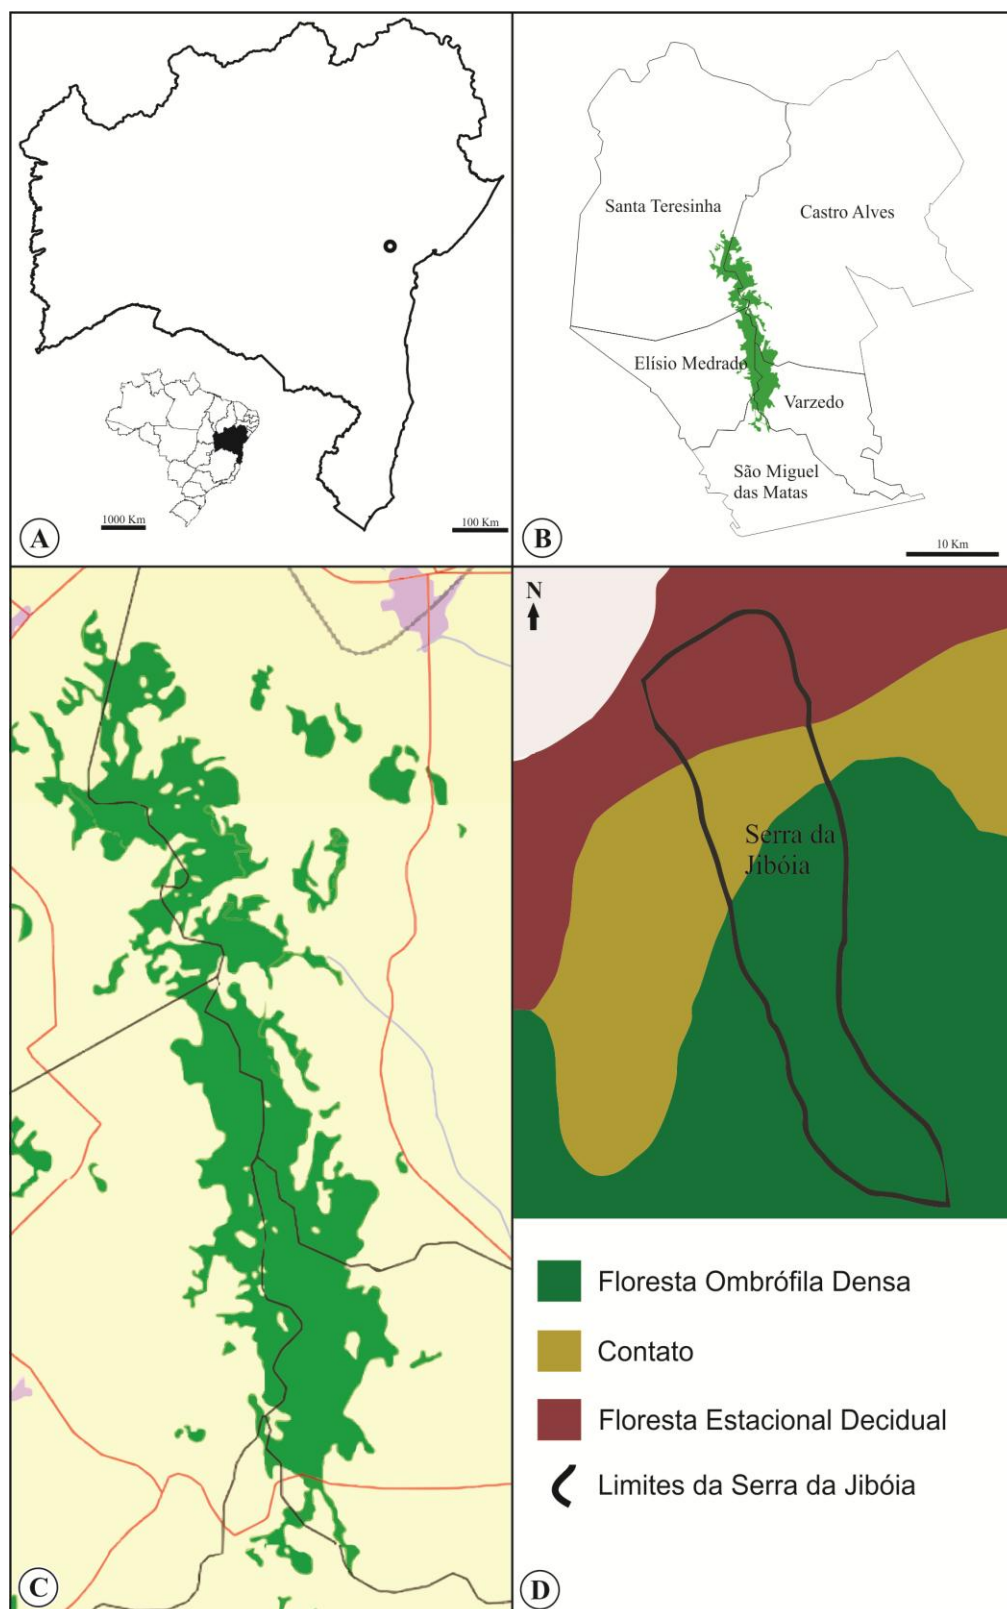 1000 Km
100 Km
A
Santa Teresinha
Castro Alves
Elísio Medrado
Varzedo
São Miguel
das Matas
10 Km
B
C
N
Serra da
Jibóia
Floresta Ombrófila Densa
Contato
Floresta Estacional Decidual
Limites da Serra da Jibóia
D